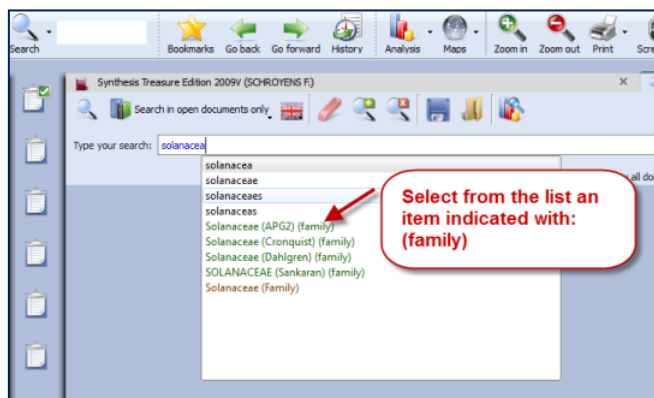 Search
Bookmarks Go back Go forward History Analysis Maps Zoom in Zoom out Print
Synthesis Treasure Edition 2009V (SCHROYENS F.)
Search in open documents only
Type your search: solanacea
solanacea
solanaceae
solanaceaes
solanaceas
Solanaceae (APG2) (family)
Solanaceae (Cronquist) (family)
Solanaceae (Dahlgren) (family)
SOLANACEAE (Sankaran) (family)
Solanaceae (Family)
all do
Select from the list an
item indicated with:
(family)